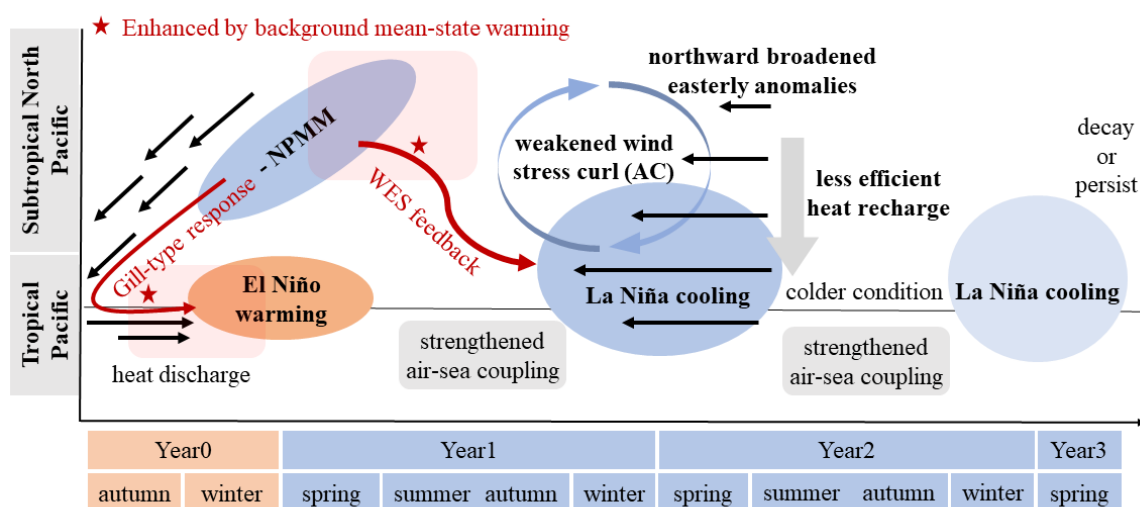 ★ Enhanced by background mean-state warming
Subtropical North
Pacific
Tropical
Pacific
- NPMM
Gill-type response
WES feedback
El Niño
warming
heat discharge
northward broadened
easterly anomalies
weakened wind
stress curl (AC)
less efficient
heat recharge
decay
or
persist
La Niña cooling
colder condition
La Niña cooling
strengthened
air-sea coupling
strengthened
air-sea coupling
Year0 Year1 Year2 Year3
autumn winter spring summer autumn winter spring summer autumn winter spring